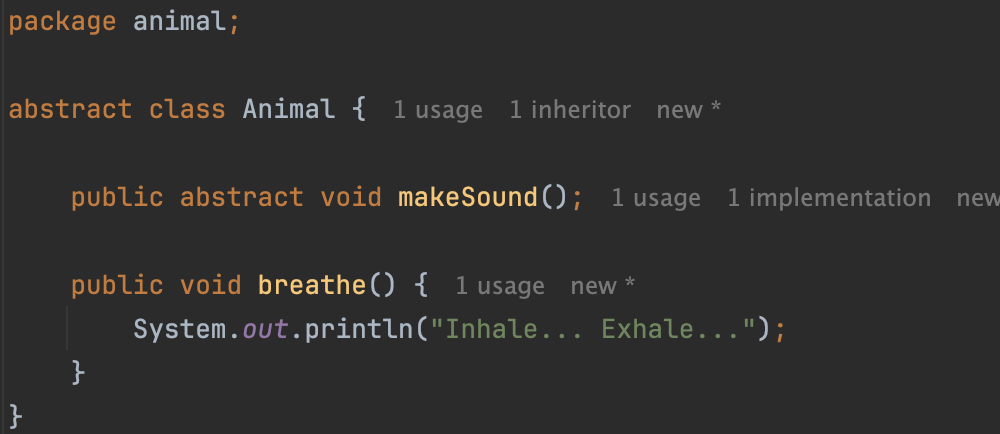 package animal;
abstract class Animal { 1 usage 1 inheritor new *
public abstract void makeSound(); 1 usage 1 implementation new
public void breathe() { 1 usage new *
System.out.println("Inhale... Exhale...");
}
}